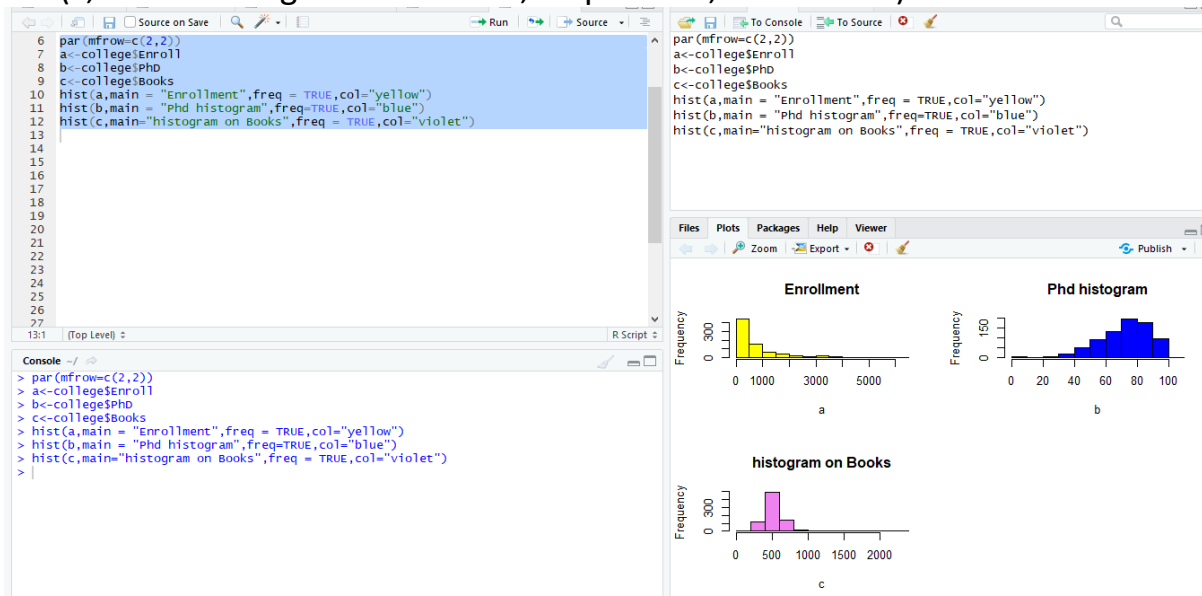 Source on Save
Run
Source
6 par(mfrow=c(2,2))
7 a<-college$Enroll
8 b<-college$PhD
9 c<-college$Books
10 hist(a,main = "Enrollment",freq = TRUE,col="yellow")
11 hist(b,main = "Phd histogram",freq=TRUE,col="blue")
12 hist(c,main="histogram on Books",freq = TRUE,col="violet")
13
14
15
16
17
18
19
20
21
22
23
24
25
26
27
13:1 (Top Level) R Script
Console ~/
> par(mfrow=c(2,2))
> a<-college$Enroll
> b<-college$PhD
> c<-college$Books
> hist(a,main = "Enrollment",freq = TRUE,col="yellow")
> hist(b,main = "Phd histogram",freq=TRUE,col="blue")
> hist(c,main="histogram on Books",freq = TRUE,col="violet")
>
To Console To Source
par(mfrow=c(2,2))
a<-college$Enroll
b<-college$PhD
c<-college$Books
hist(a,main = "Enrollment",freq = TRUE,col="yellow")
hist(b,main = "Phd histogram",freq=TRUE,col="blue")
hist(c,main="histogram on Books",freq = TRUE,col="violet")
Files Plots Packages Help Viewer
Zoom Export Publish
Enrollment
Frequency
0 300
0 1000 3000 5000
a
Phd histogram
Frequency
0 150
0 20 40 60 80 100
b
histogram on Books
Frequency
0 300
0 500 1000 1500 2000
c